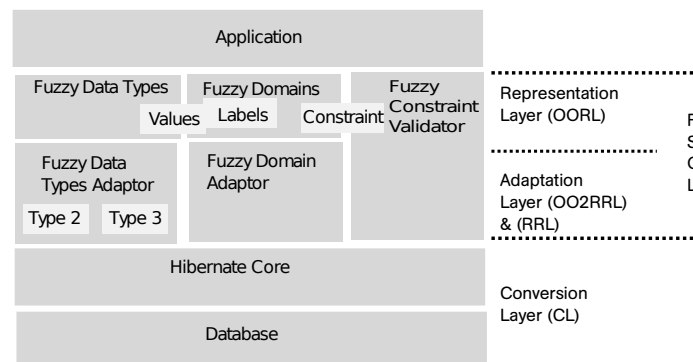 Application
Fuzzy Data Types
Fuzzy Domains
Fuzzy
Constraint
Validator
Values
Labels
Constraint
Fuzzy Data
Types Adaptor
Type 2
Type 3
Fuzzy Domain
Adaptor
Hibernate Core
Database
Representation
Layer (OORL)
Adaptation
Layer (OO2RRL)
& (RRL)
Conversion
Layer (CL)